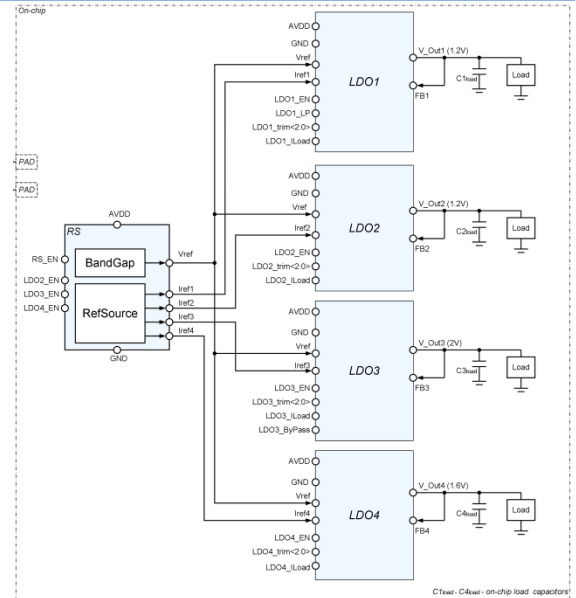 On-chip
PAD
PAD
AVDD
RS
RS_EN
LDO2_EN
LDO3_EN
LDO4_EN
BandGap
RefSource
Vref
Iref1
Iref2
Iref3
Iref4
GND
AVDD
GND
Vref
Iref1
LDO1_EN
LDO1_LP
LDO1_trim<2:0>
LDO1_ILoad
LDO1
V_Out1 (1.2V)
FB1
C1load
Load
AVDD
GND
Vref
Iref2
LDO2_EN
LDO2_trim<2:0>
LDO2_ILoad
LDO2
V_Out2 (1.2V)
FB2
C2load
Load
AVDD
GND
Vref
Iref3
LDO3_EN
LDO3_trim<2:0>
LDO3_ILoad
LDO3_ByPass
LDO3
V_Out3 (2V)
FB3
C3load
Load
AVDD
GND
Vref
Iref4
LDO4_EN
LDO4_trim<2:0>
LDO4_ILoad
LDO4
V_Out4 (1.6V)
FB4
C4load
Load
C1load - C4load - on-chip load capacitors